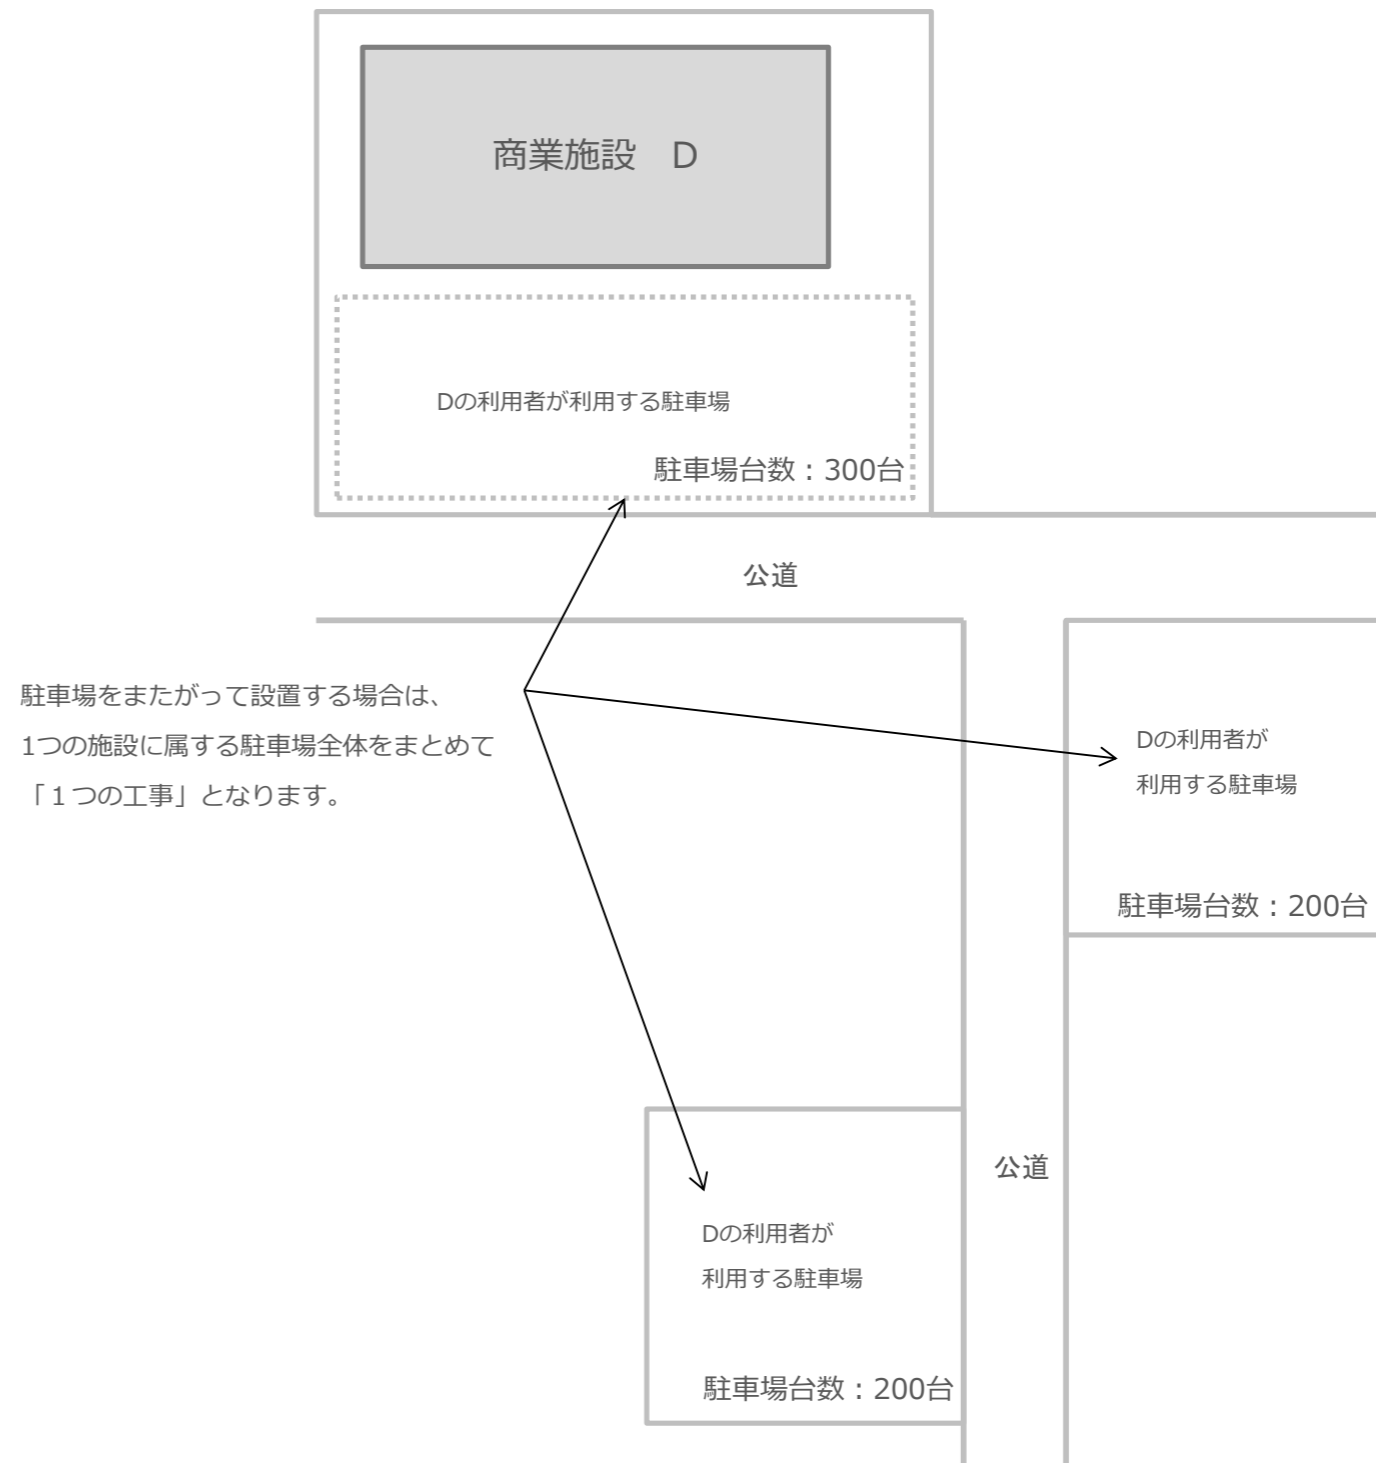 商業施設　D
Dの利用者が利用する駐車場
駐車場台数：300台
公道
駐車場をまたがって設置する場合は、
1つの施設に属する駐車場全体をまとめて
「１つの工事」となります。
Dの利用者が
利用する駐車場
駐車場台数：200台
公道
Dの利用者が
利用する駐車場
駐車場台数：200台